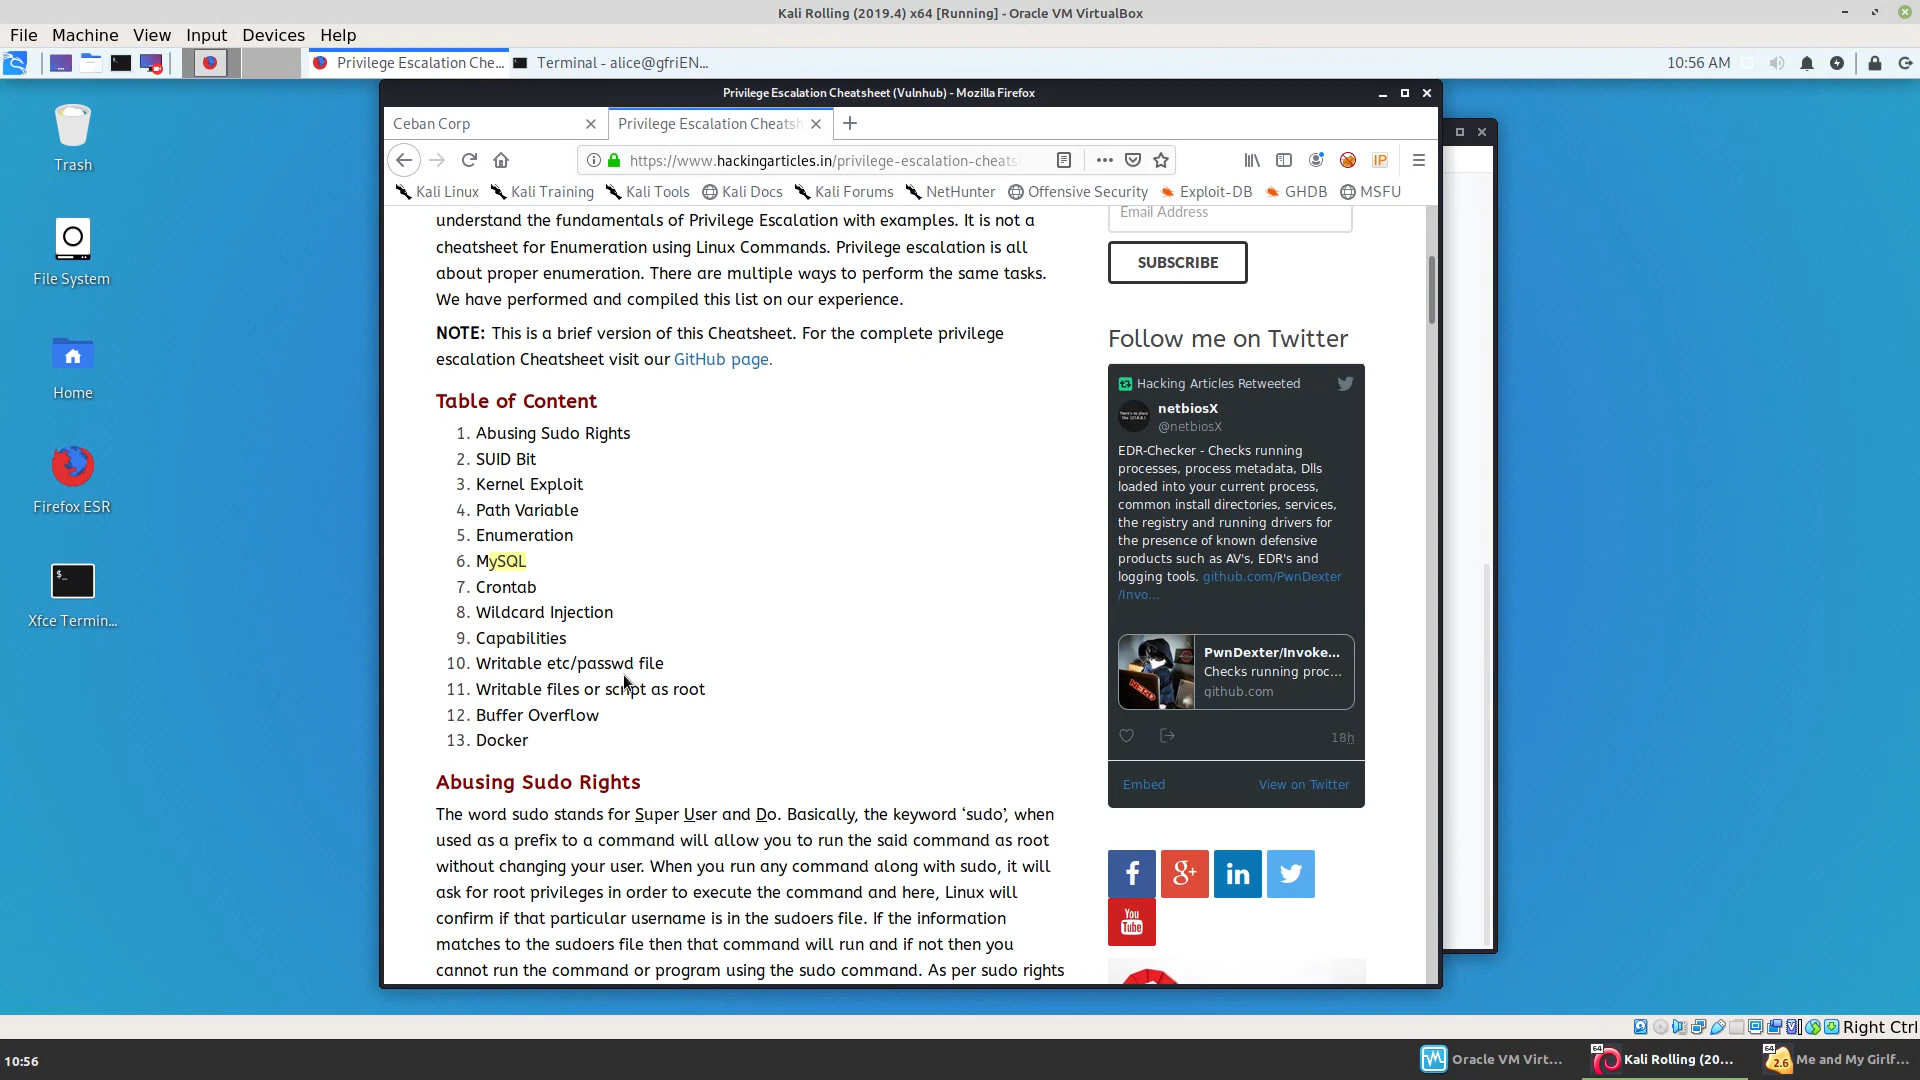 Kali Rolling (2019.4) x64 [Running] - Oracle VM VirtualBox
File Machine View Input Devices Help
Privilege Escalation Che... Terminal - alice@gfriEN... 10:56 AM
Privilege Escalation Cheatsheet (Vulnhub) - Mozilla Firefox
Ceban Corp Privilege Escalation Cheatsh
https://www.hackingarticles.in/privilege-escalation-cheats IP
Kali Linux Kali Training Kali Tools Kali Docs Kali Forums NetHunter Offensive Security Exploit-DB GHDB MSFU
Trash
File System
Home
Firefox ESR
$_
Xfce Termin...
understand the fundamentals of Privilege Escalation with examples. It is not a
cheatsheet for Enumeration using Linux Commands. Privilege escalation is all
about proper enumeration. There are multiple ways to perform the same tasks.
We have performed and compiled this list on our experience.
NOTE: This is a brief version of this Cheatsheet. For the complete privilege
escalation Cheatsheet visit our GitHub page.
Table of Content
1. Abusing Sudo Rights
2. SUID Bit
3. Kernel Exploit
4. Path Variable
5. Enumeration
6. MySQL
7. Crontab
8. Wildcard Injection
9. Capabilities
10. Writable etc/passwd file
11. Writable files or script as root
12. Buffer Overflow
13. Docker
Abusing Sudo Rights
The word sudo stands for Super User and Do. Basically, the keyword ‘sudo’, when
used as a prefix to a command will allow you to run the said command as root
without changing your user. When you run any command along with sudo, it will
ask for root privileges in order to execute the command and here, Linux will
confirm if that particular username is in the sudoers file. If the information
matches to the sudoers file then that command will run and if not then you
cannot run the command or program using the sudo command. As per sudo rights
Email Address
SUBSCRIBE
Follow me on Twitter
Hacking Articles Retweeted
netbiosX
@netbiosX
EDR-Checker - Checks running
processes, process metadata, Dlls
loaded into your current process,
common install directories, services,
the registry and running drivers for
the presence of known defensive
products such as AV's, EDR's and
logging tools. github.com/PwnDexter
/Invo...
PwnDexter/Invoke...
Checks running proc...
github.com
18h
Embed View on Twitter
f g+ in
You
Tube
Right Ctrl
10:56 Oracle VM Virt... 64 Kali Rolling (20... 64 2.6 Me and My Girlf...